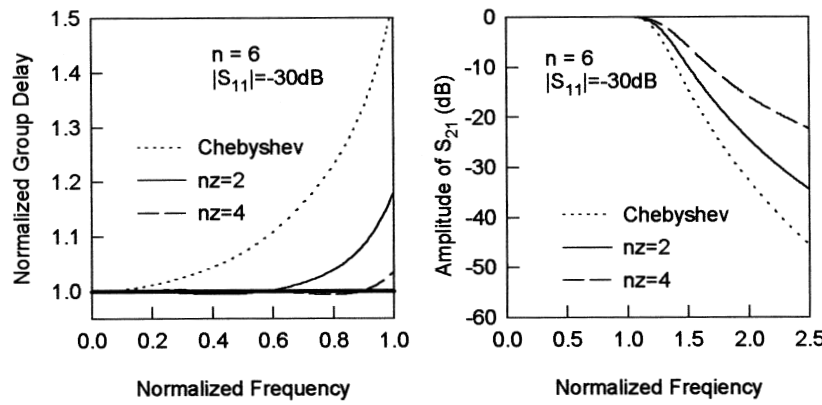 1.5
1.4
1.3
1.2
1.1
1.0
0.0 0.2 0.4 0.6 0.8 1.0
Normalized Group Delay
Normalized Frequency
n = 6
|S11|=-30dB
Chebyshev
nz=2
nz=4
0
-10
-20
-30
-40
-50
-60
0.0 0.5 1.0 1.5 2.0 2.5
Amplitude of S21 (dB)
Normalized Freqiency
n = 6
|S11|=-30dB
Chebyshev
nz=2
nz=4